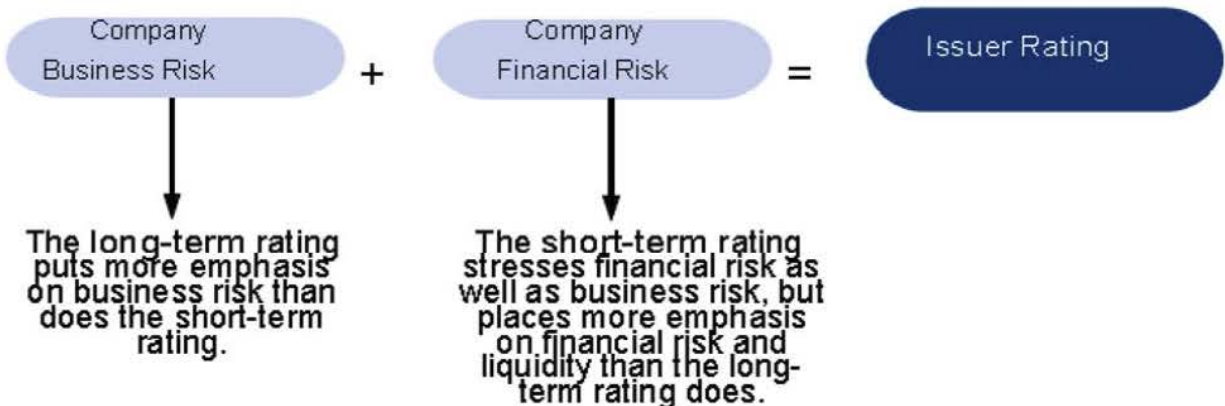 Company
Business Risk
+
Company
Financial Risk
=
Issuer Rating
The long-term rating
puts more emphasis
on business risk than
does the short-term
rating.
The short-term rating
stresses financial risk as
well as business risk, but
places more emphasis
on financial risk and
liquidity than the long-
term rating does.